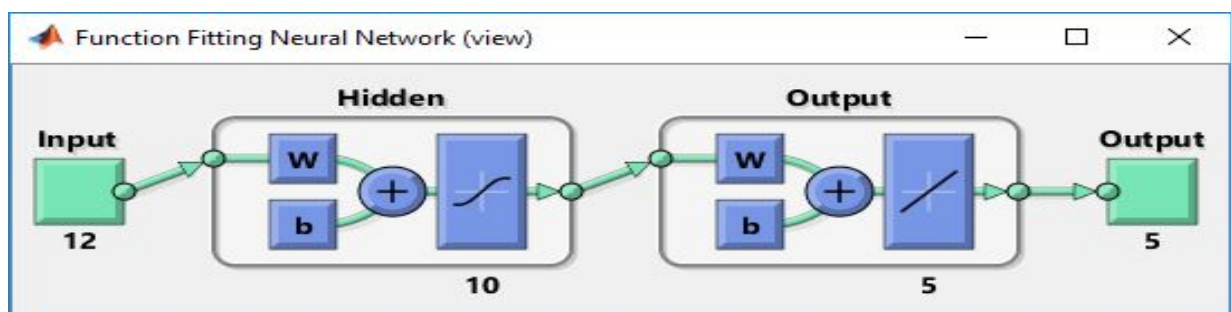 Function Fitting Neural Network (view)
Hidden
Output
Input
Output
W
W
+
+
b
b
12
5
10
5